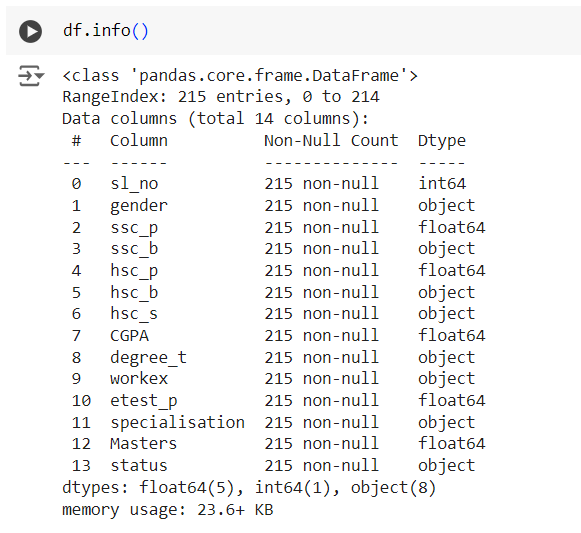 df.info()
<class 'pandas.core.frame.DataFrame'>
RangeIndex: 215 entries, 0 to 214
Data columns (total 14 columns):
 #   Column          Non-Null Count  Dtype
---  ------          --------------  -----
 0   sl_no           215 non-null    int64
 1   gender          215 non-null    object
 2   ssc_p           215 non-null    float64
 3   ssc_b           215 non-null    object
 4   hsc_p           215 non-null    float64
 5   hsc_b           215 non-null    object
 6   hsc_s           215 non-null    object
 7   CGPA            215 non-null    float64
 8   degree_t        215 non-null    object
 9   workex          215 non-null    object
 10  etest_p         215 non-null    float64
 11  specialisation  215 non-null    object
 12  Masters         215 non-null    float64
 13  status          215 non-null    object
dtypes: float64(5), int64(1), object(8)
memory usage: 23.6+ KB